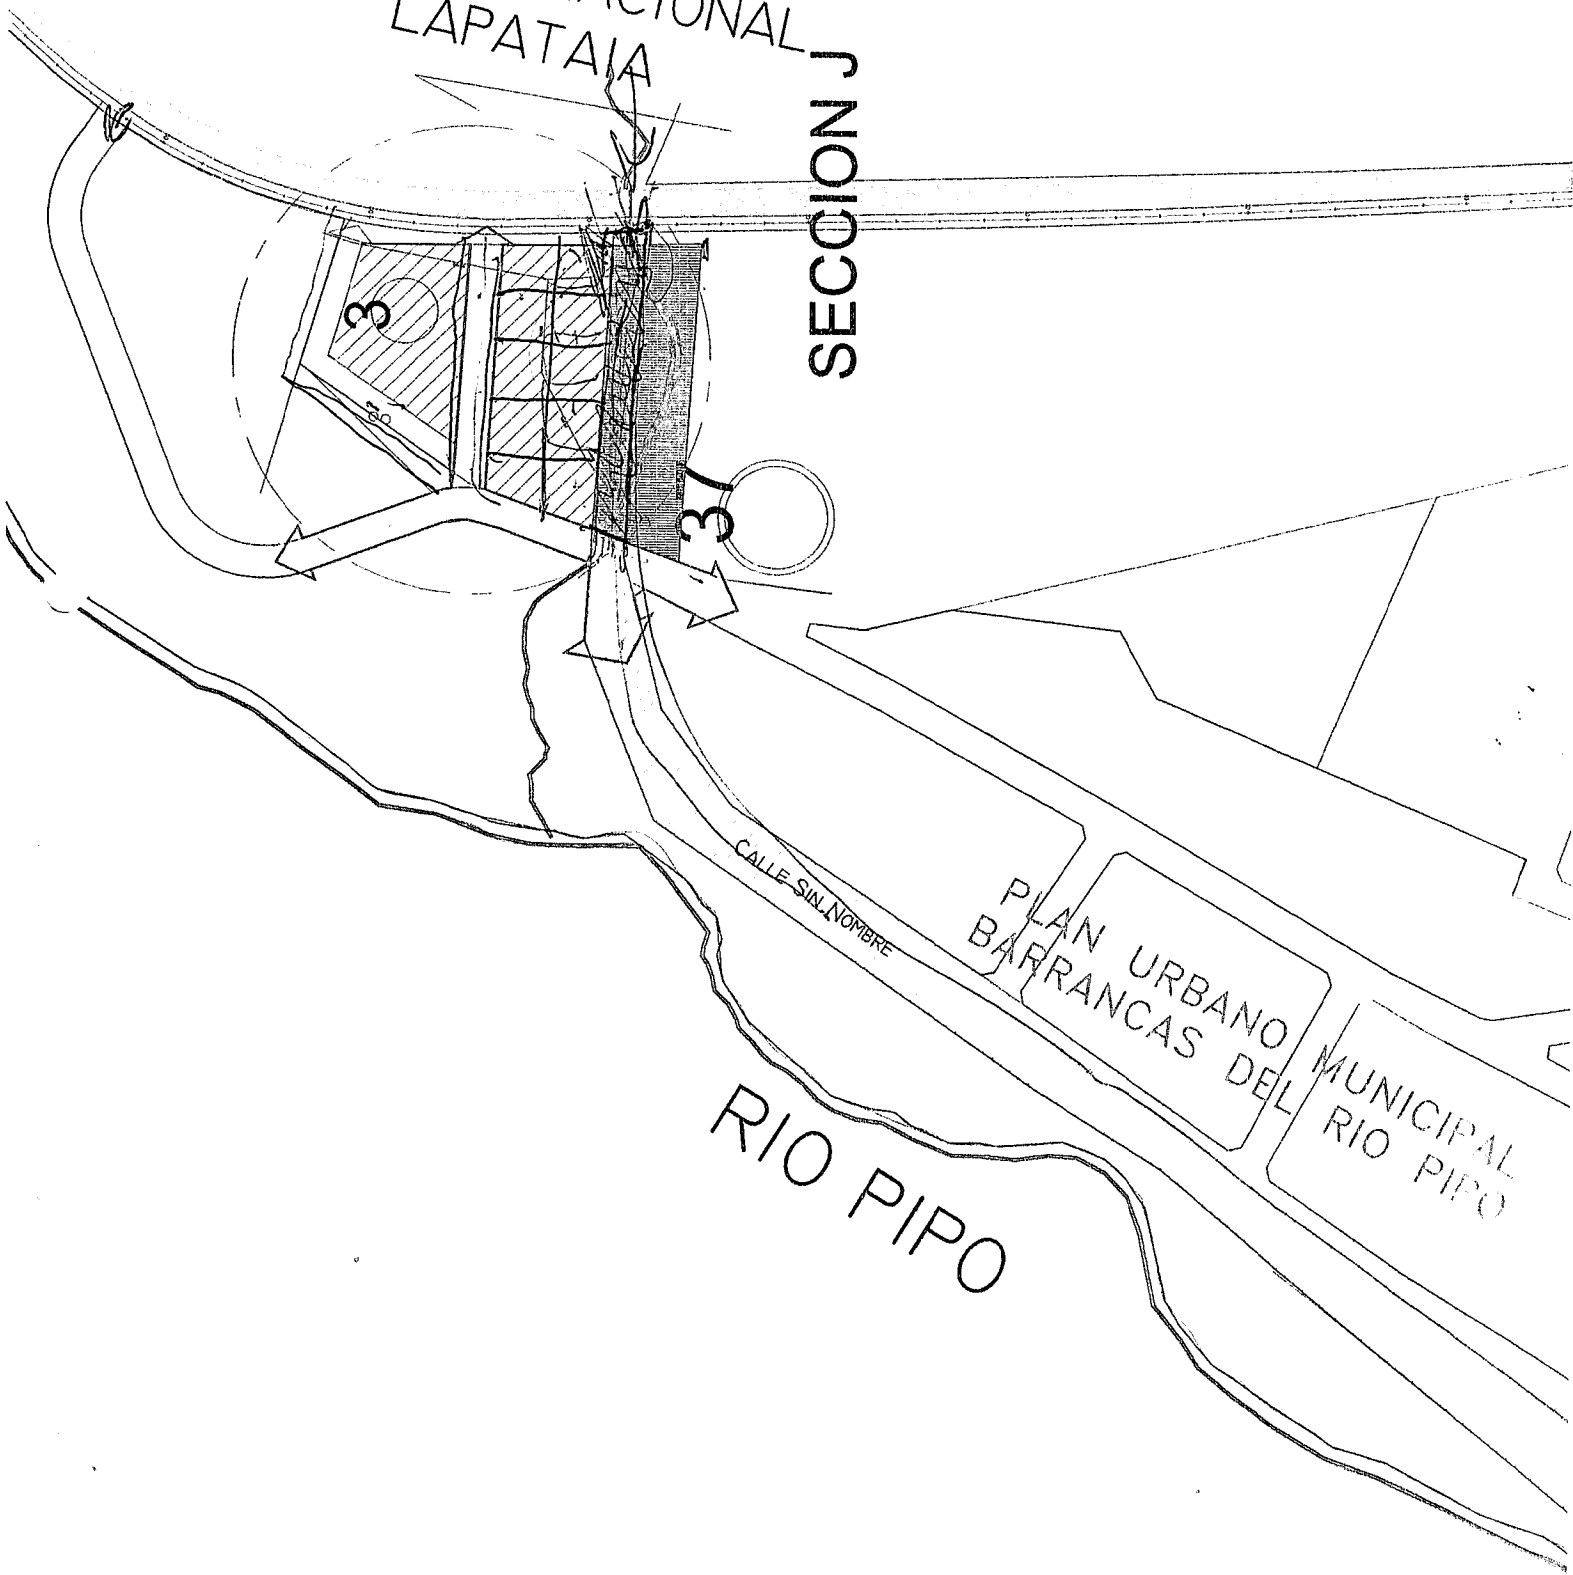 LAPATAIA
SECCION J
3
3
CALLE SIN NOMBRE
PLAN URBANO MUNICIPAL
BARRANCAS DEL RIO PIPO
RIO PIPO